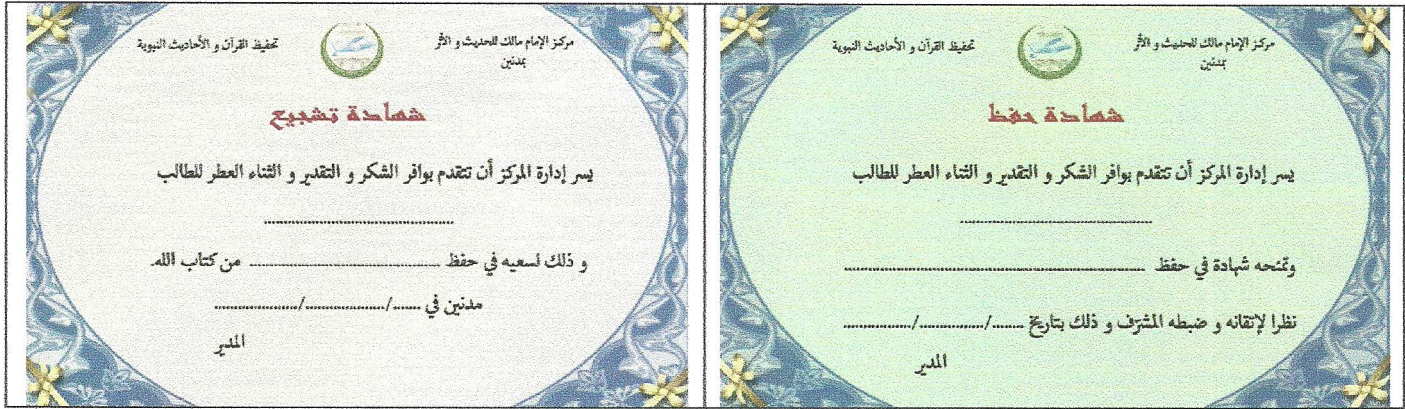 مركز الإمام مالك للحديث و الأثر
بمدنين
تحفيظ القرآن و الأحاديث النبوية
شهادة حفظ
يسر إدارة المركز أن تتقدم بوافر الشكر و التقدير و الثناء العطر للطالب
................................................
وتمنحه شهادة في حفظ ................................................
نظرا لإتقانه و ضبطه المشرّف و ذلك بتاريخ ......../................/................
المدير
مركز الإمام مالك للحديث و الأثر
بمدنين
تحفيظ القرآن و الأحاديث النبوية
شهادة تشجيع
يسر إدارة المركز أن تتقدم بوافر الشكر و التقدير و الثناء العطر للطالب
................................................
و ذلك لسعيه في حفظ ................................................ من كتاب الله.
مدنين في ......./..................../....................
المدير